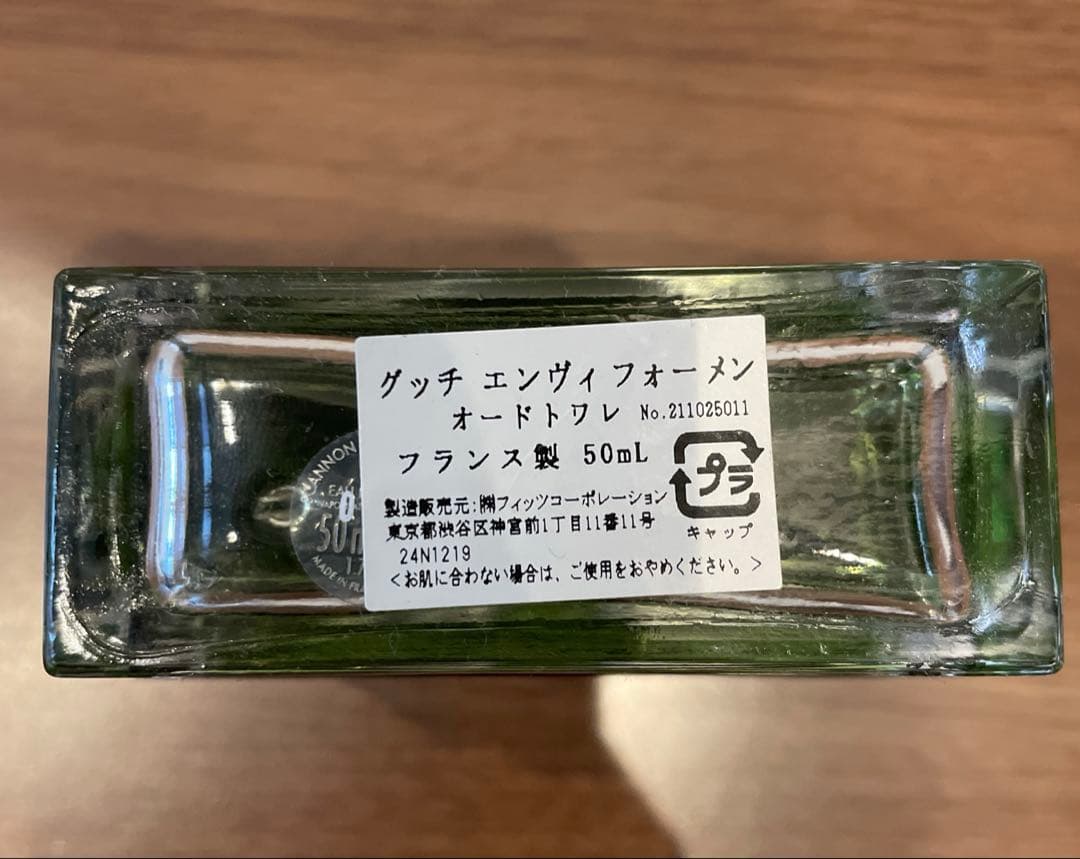 グッチ エンヴィ フォーメン
オードトワレ No.211025011
フランス製 50mL
プラ
キャップ
製造販売元:㈱フィッツコーポレーション
東京都渋谷区神宮前1丁目11番11号
24N1219
<お肌に合わない場合は、ご使用をおやめください。>